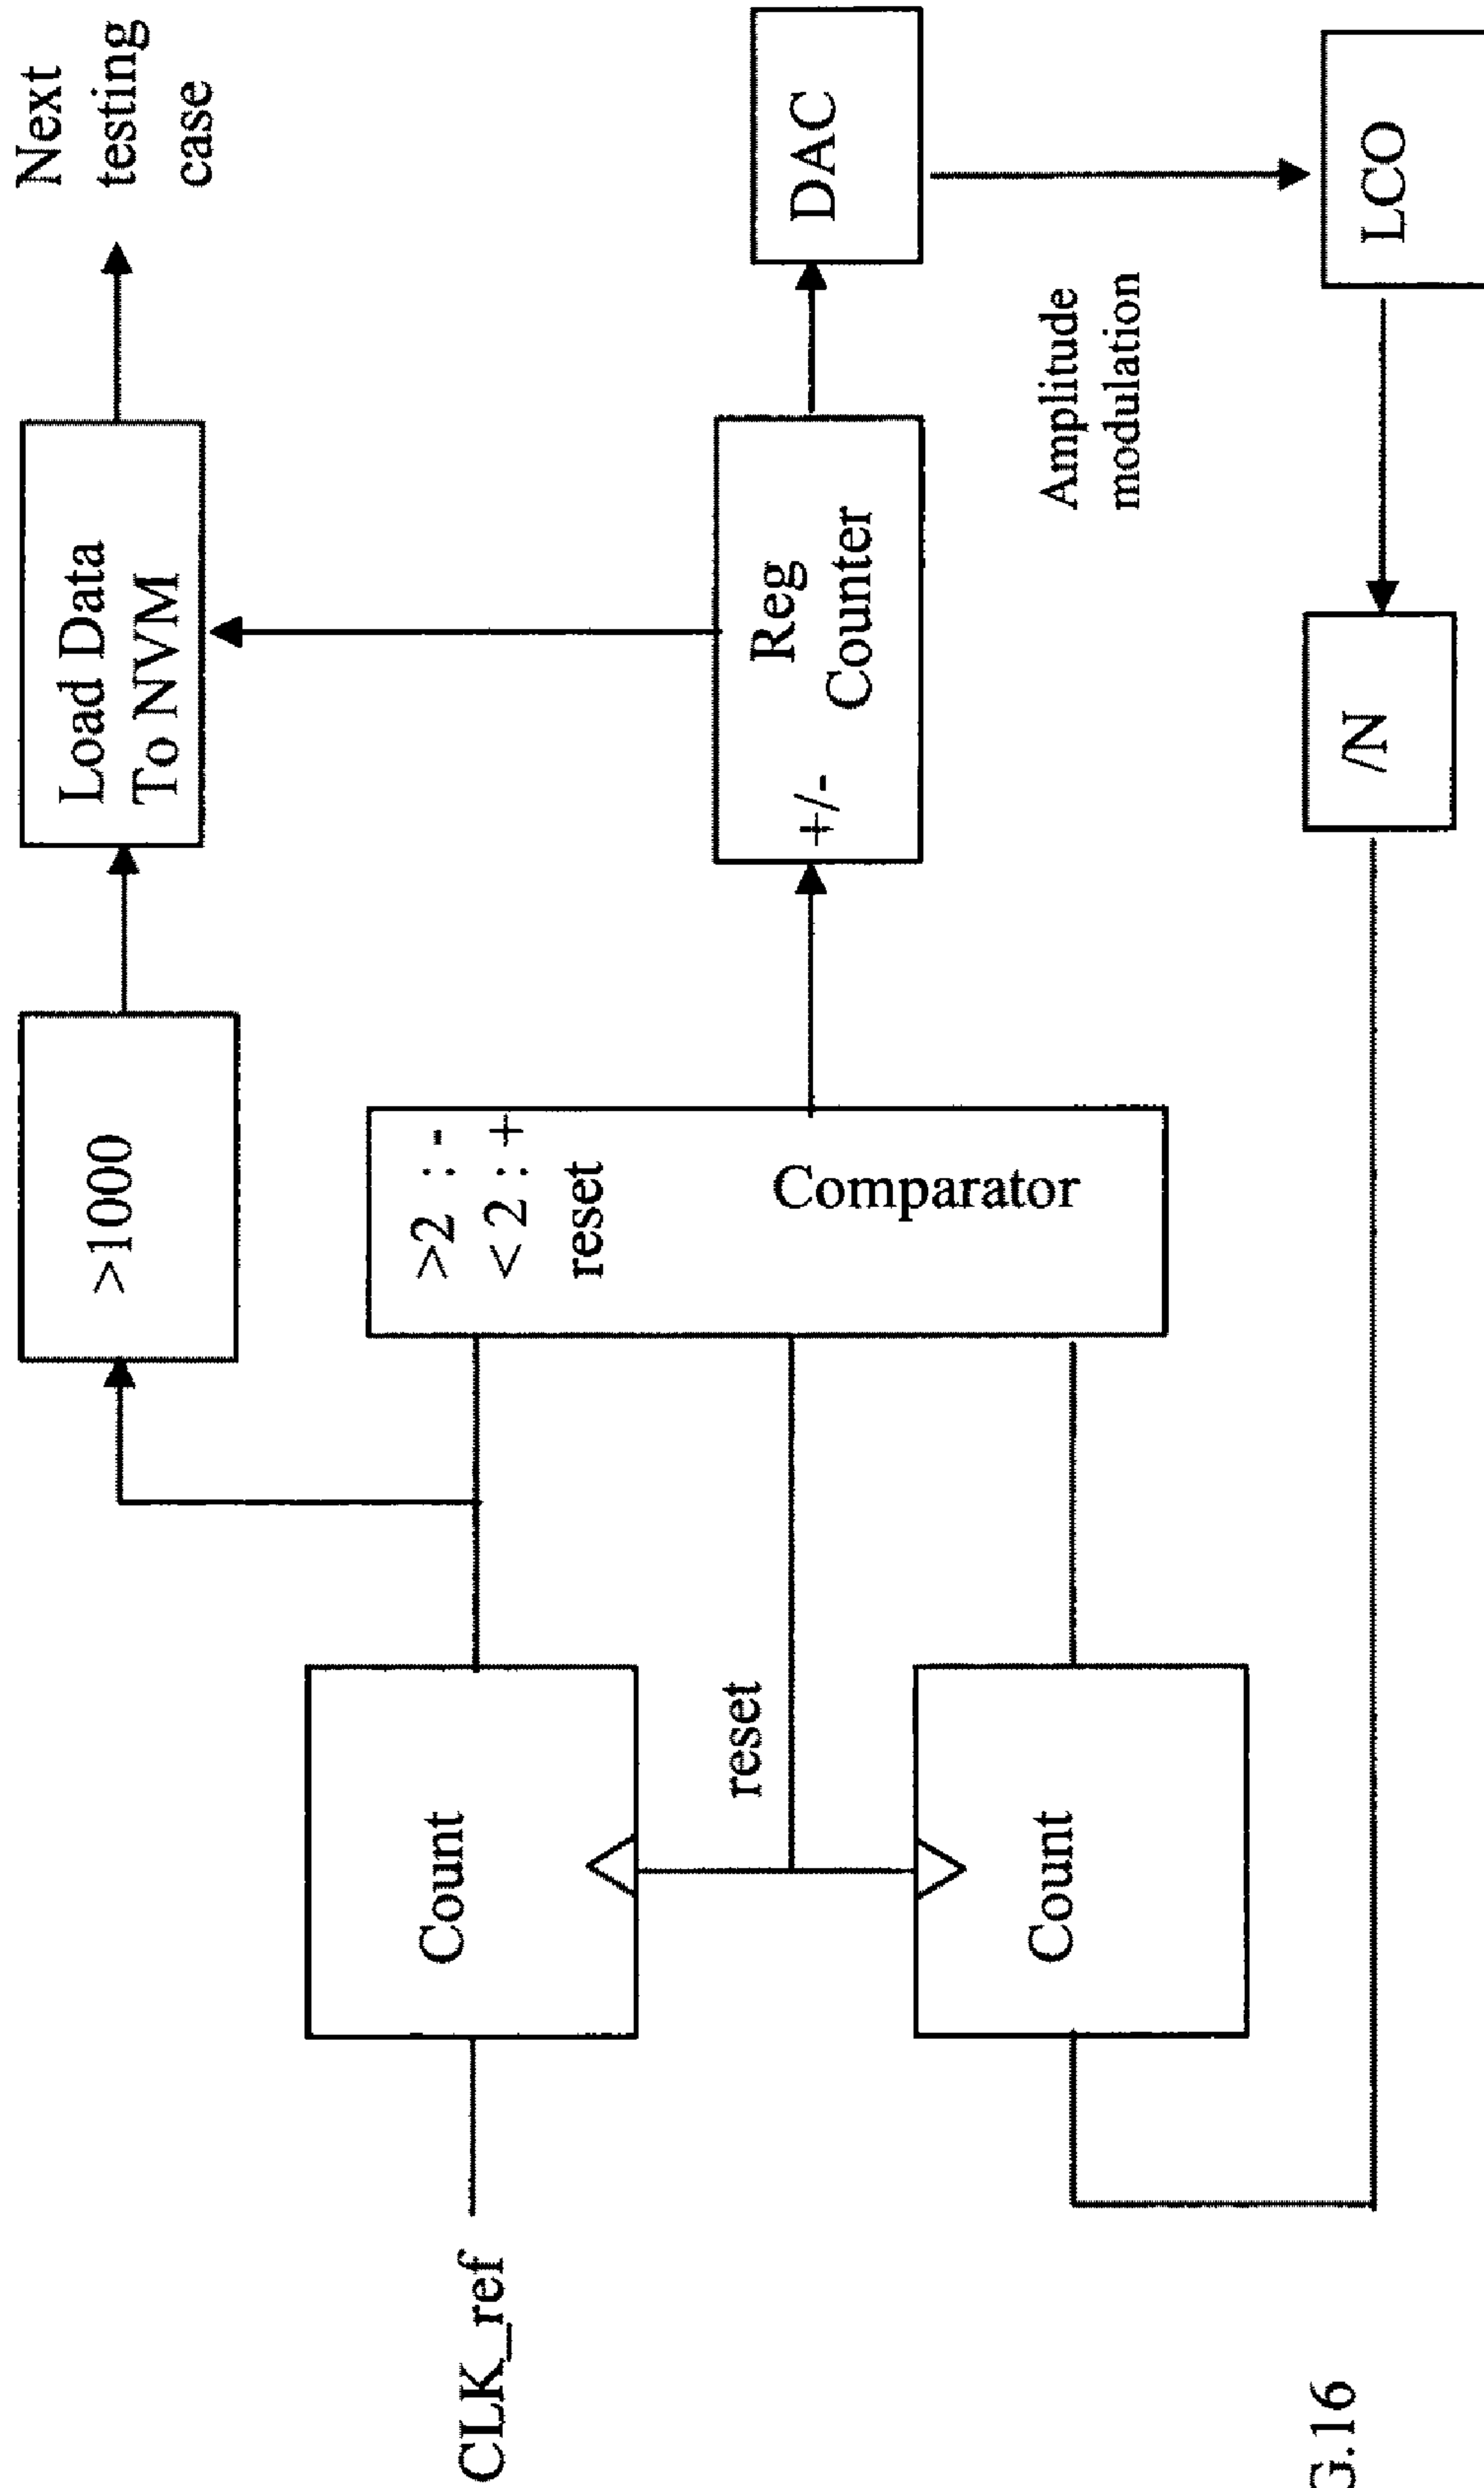 Next
testing
case
>1000
Load Data
To NVM
CLK_ref
Count
>2 : -
< 2 : +
reset
Comparator
reset
+/-
Reg
Counter
DAC
Amplitude
modulation
Count
/N
LCO
G.16